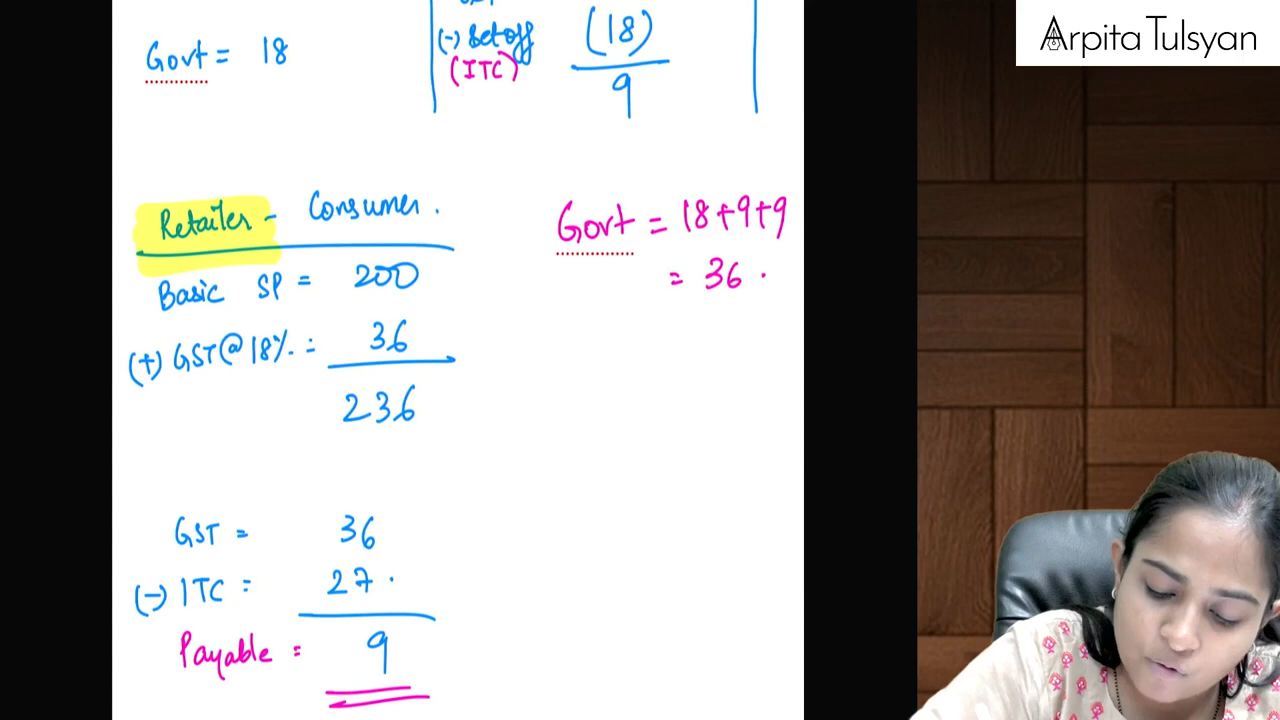 Arpita Tulsyan
Govt = 18
(-) Setoff (18)
(ITC)
9
Retailer - Consumer.
Basic SP = 200
(+) GST@18%. = 36
236
Govt = 18+9+9
= 36.
GST = 36
(-) ITC = 27.
Payable = 9